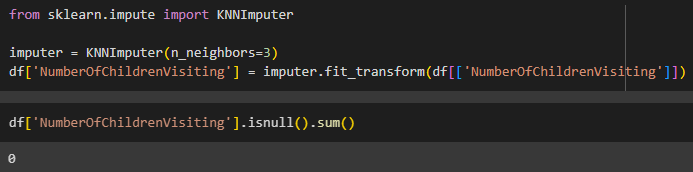 from sklearn.impute import KNNImputer
imputer = KNNImputer(n_neighbors=3)
df['NumberOfChildrenVisiting'] = imputer.fit_transform(df[['NumberOfChildrenVisiting']])
df['NumberOfChildrenVisiting'].isnull().sum()
0